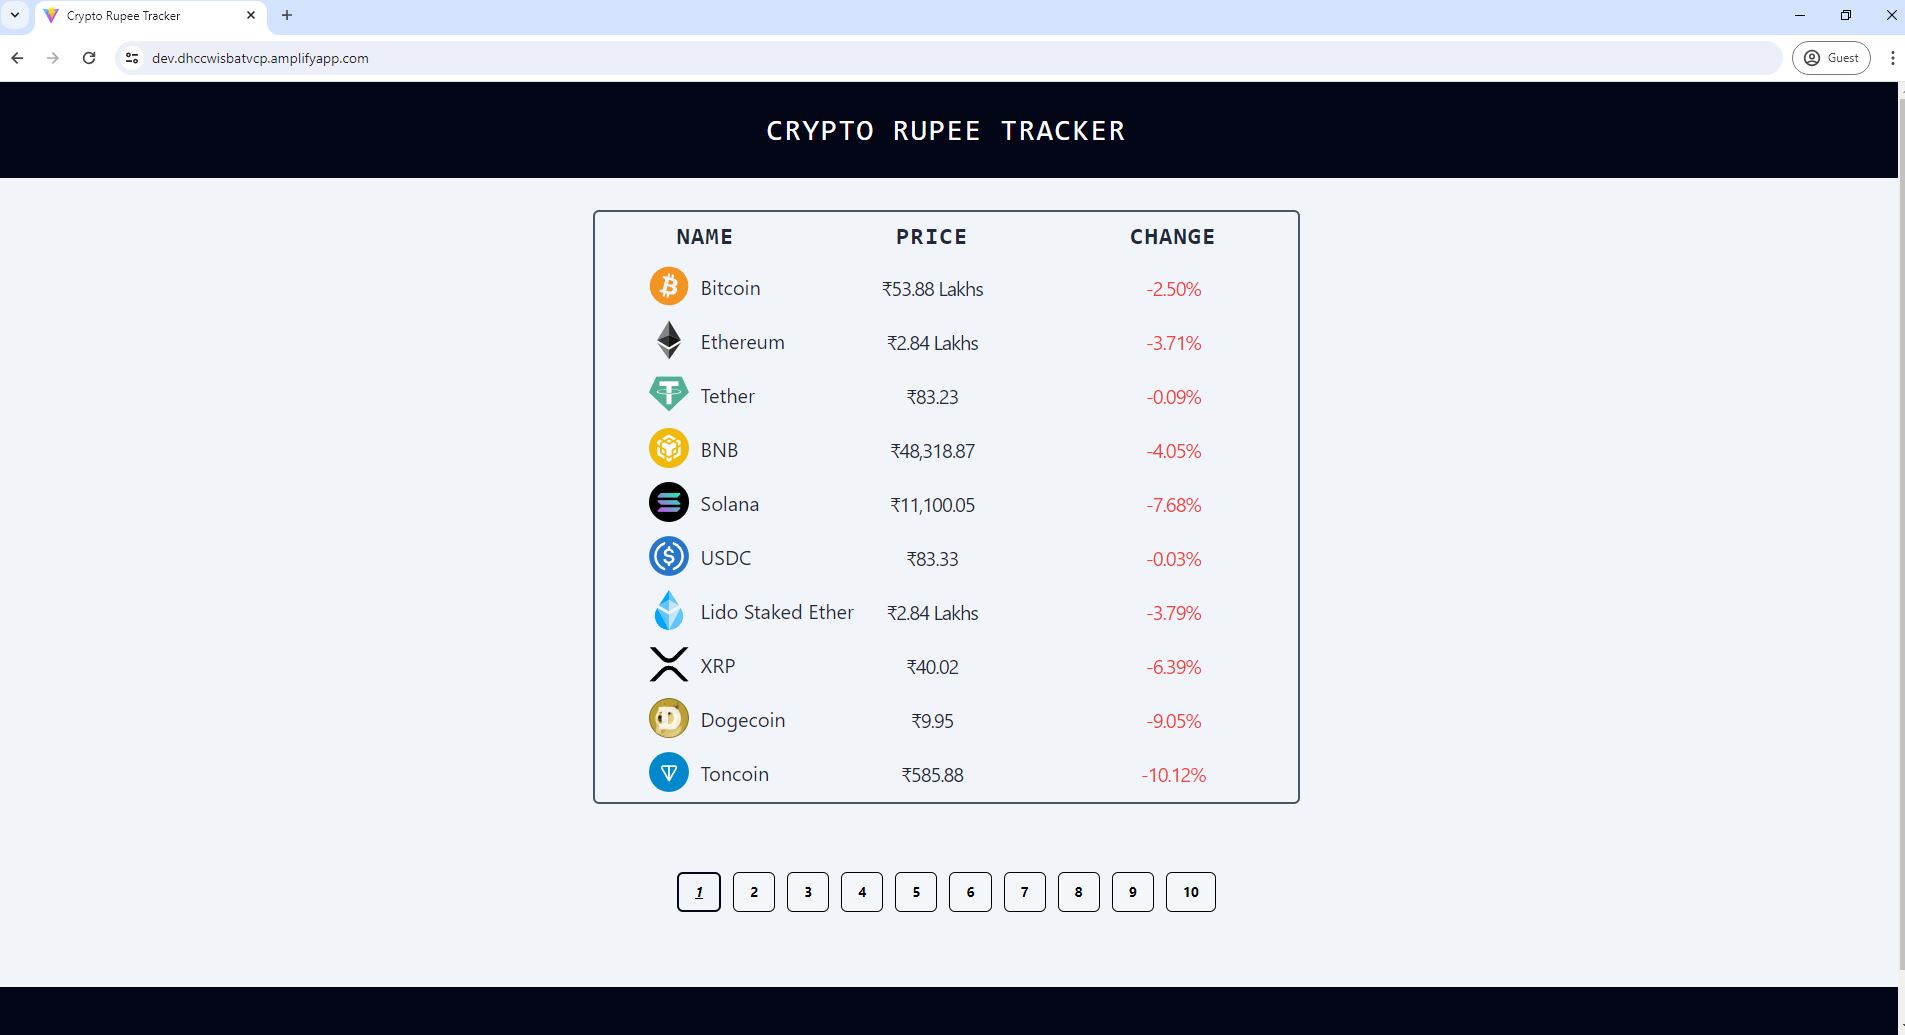 Crypto Rupee Tracker
dev.dhccwisbatvcp.amplifyapp.com
Guest
CRYPTO RUPEE TRACKER
NAME PRICE CHANGE
Bitcoin ₹53.88 Lakhs -2.50%
Ethereum ₹2.84 Lakhs -3.71%
Tether ₹83.23 -0.09%
BNB ₹48,318.87 -4.05%
Solana ₹11,100.05 -7.68%
USDC ₹83.33 -0.03%
Lido Staked Ether ₹2.84 Lakhs -3.79%
XRP ₹40.02 -6.39%
Dogecoin ₹9.95 -9.05%
Toncoin ₹585.88 -10.12%
1 2 3 4 5 6 7 8 9 10